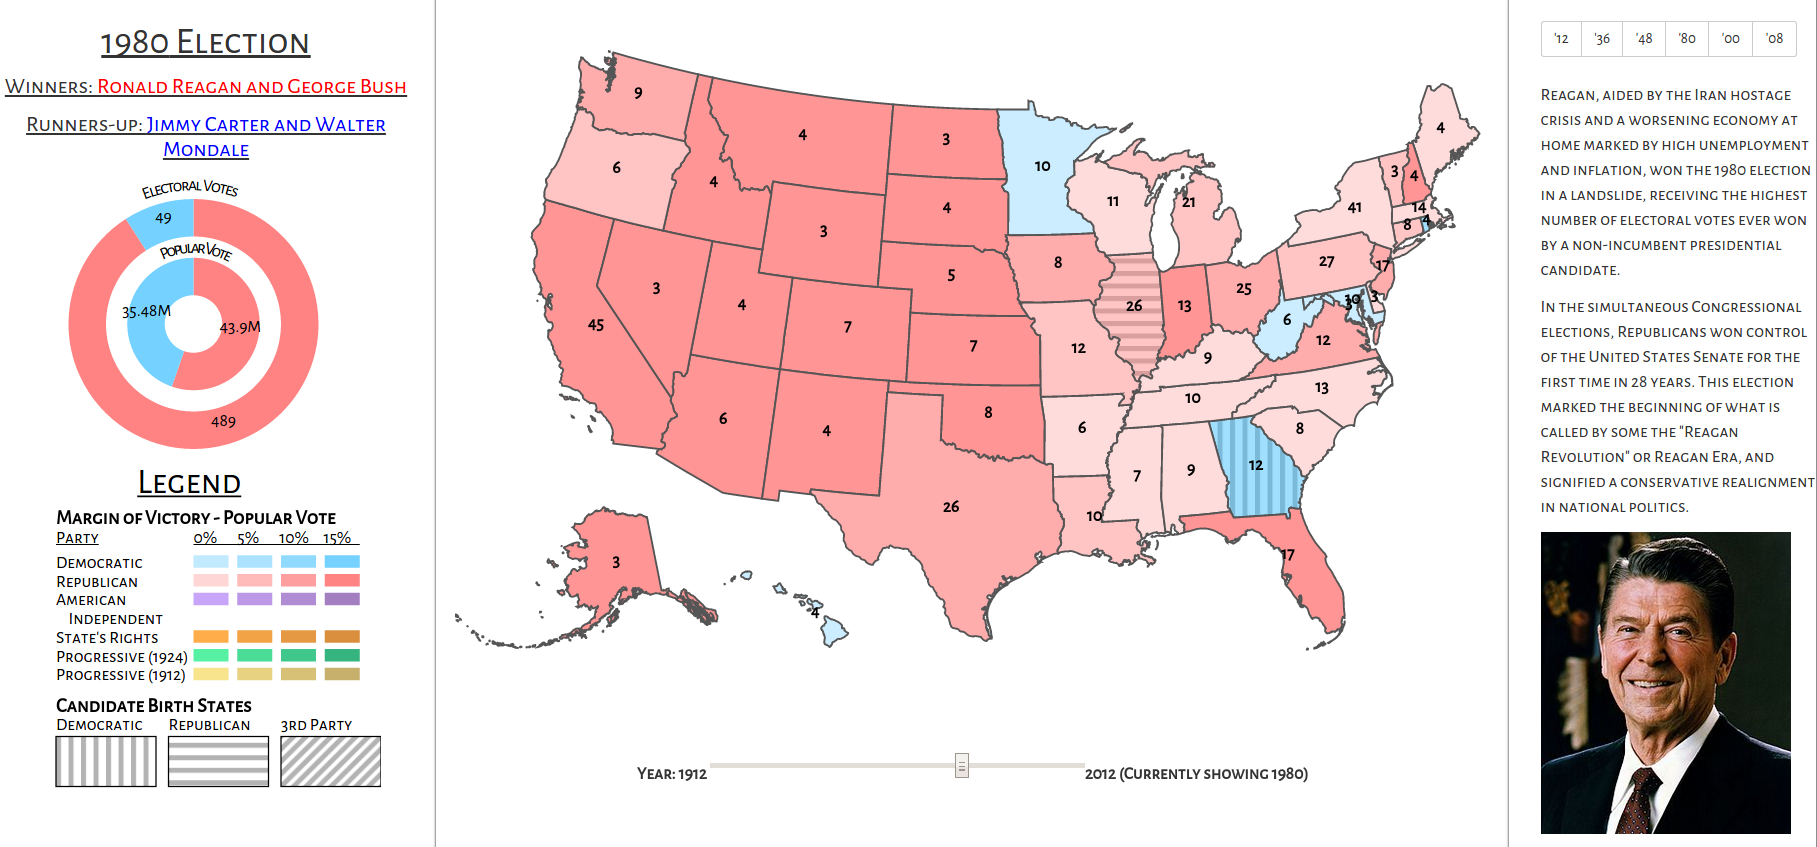 1980 Election
Winners: Ronald Reagan and George Bush
Runners-up: Jimmy Carter and Walter
Mondale
Electoral Votes
49
Popular Vote
35.48M
43.9M
489
Legend
Margin of Victory - Popular Vote
Party 0% 5% 10% 15%
Democratic
Republican
American
Independent
State's Rights
Progressive (1924)
Progressive (1912)
Candidate Birth States
Democratic Republican 3rd Party
9
6
4
4
3
3
4
3
4
5
7
7
8
45
3
4
6
4
26
10
8
12
6
10
11
26
21
13
25
9
10
7
9
12
17
8
13
12
6
27
41
3
4
4
14
8
4
17
3
10
3
3
4
Year: 1912
2012 (Currently showing 1980)
'12 '36 '48 '80 '00 '08
Reagan, aided by the Iran hostage
crisis and a worsening economy at
home marked by high unemployment
and inflation, won the 1980 election
in a landslide, receiving the highest
number of electoral votes ever won
by a non-incumbent presidential
candidate.
In the simultaneous Congressional
elections, Republicans won control
of the United States Senate for the
first time in 28 years. This election
marked the beginning of what is
called by some the "Reagan
Revolution" or Reagan Era, and
signified a conservative realignment
in national politics.